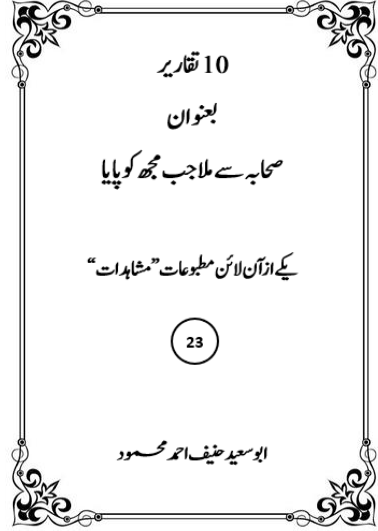 10 تقاریر
بعنوان
صحابہ سے ملا جب مجھ کو پایا
یکے از آن لائن مطبوعات ”مشاہدات“
23
ابو سعید حنیف احمد محمود